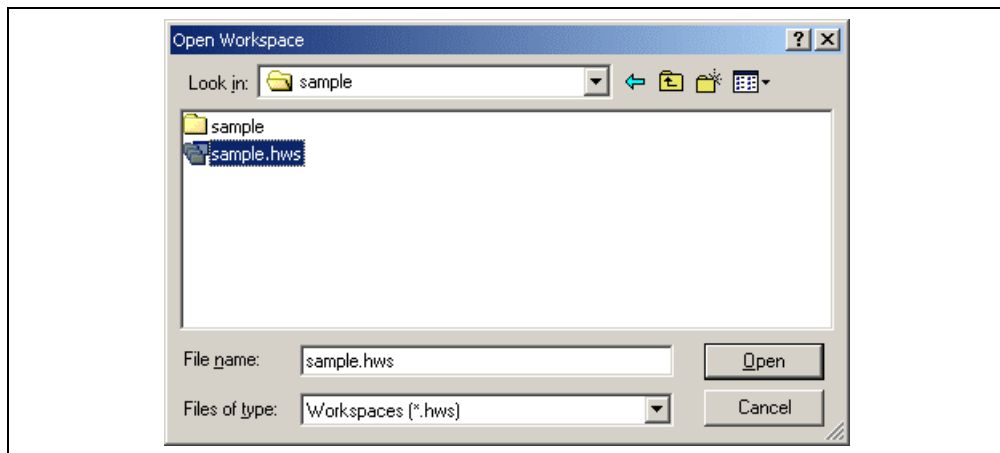 Open Workspace
Look in: sample
sample
sample.hws
File name: sample.hws
Open
Files of type: Workspaces (*.hws)
Cancel